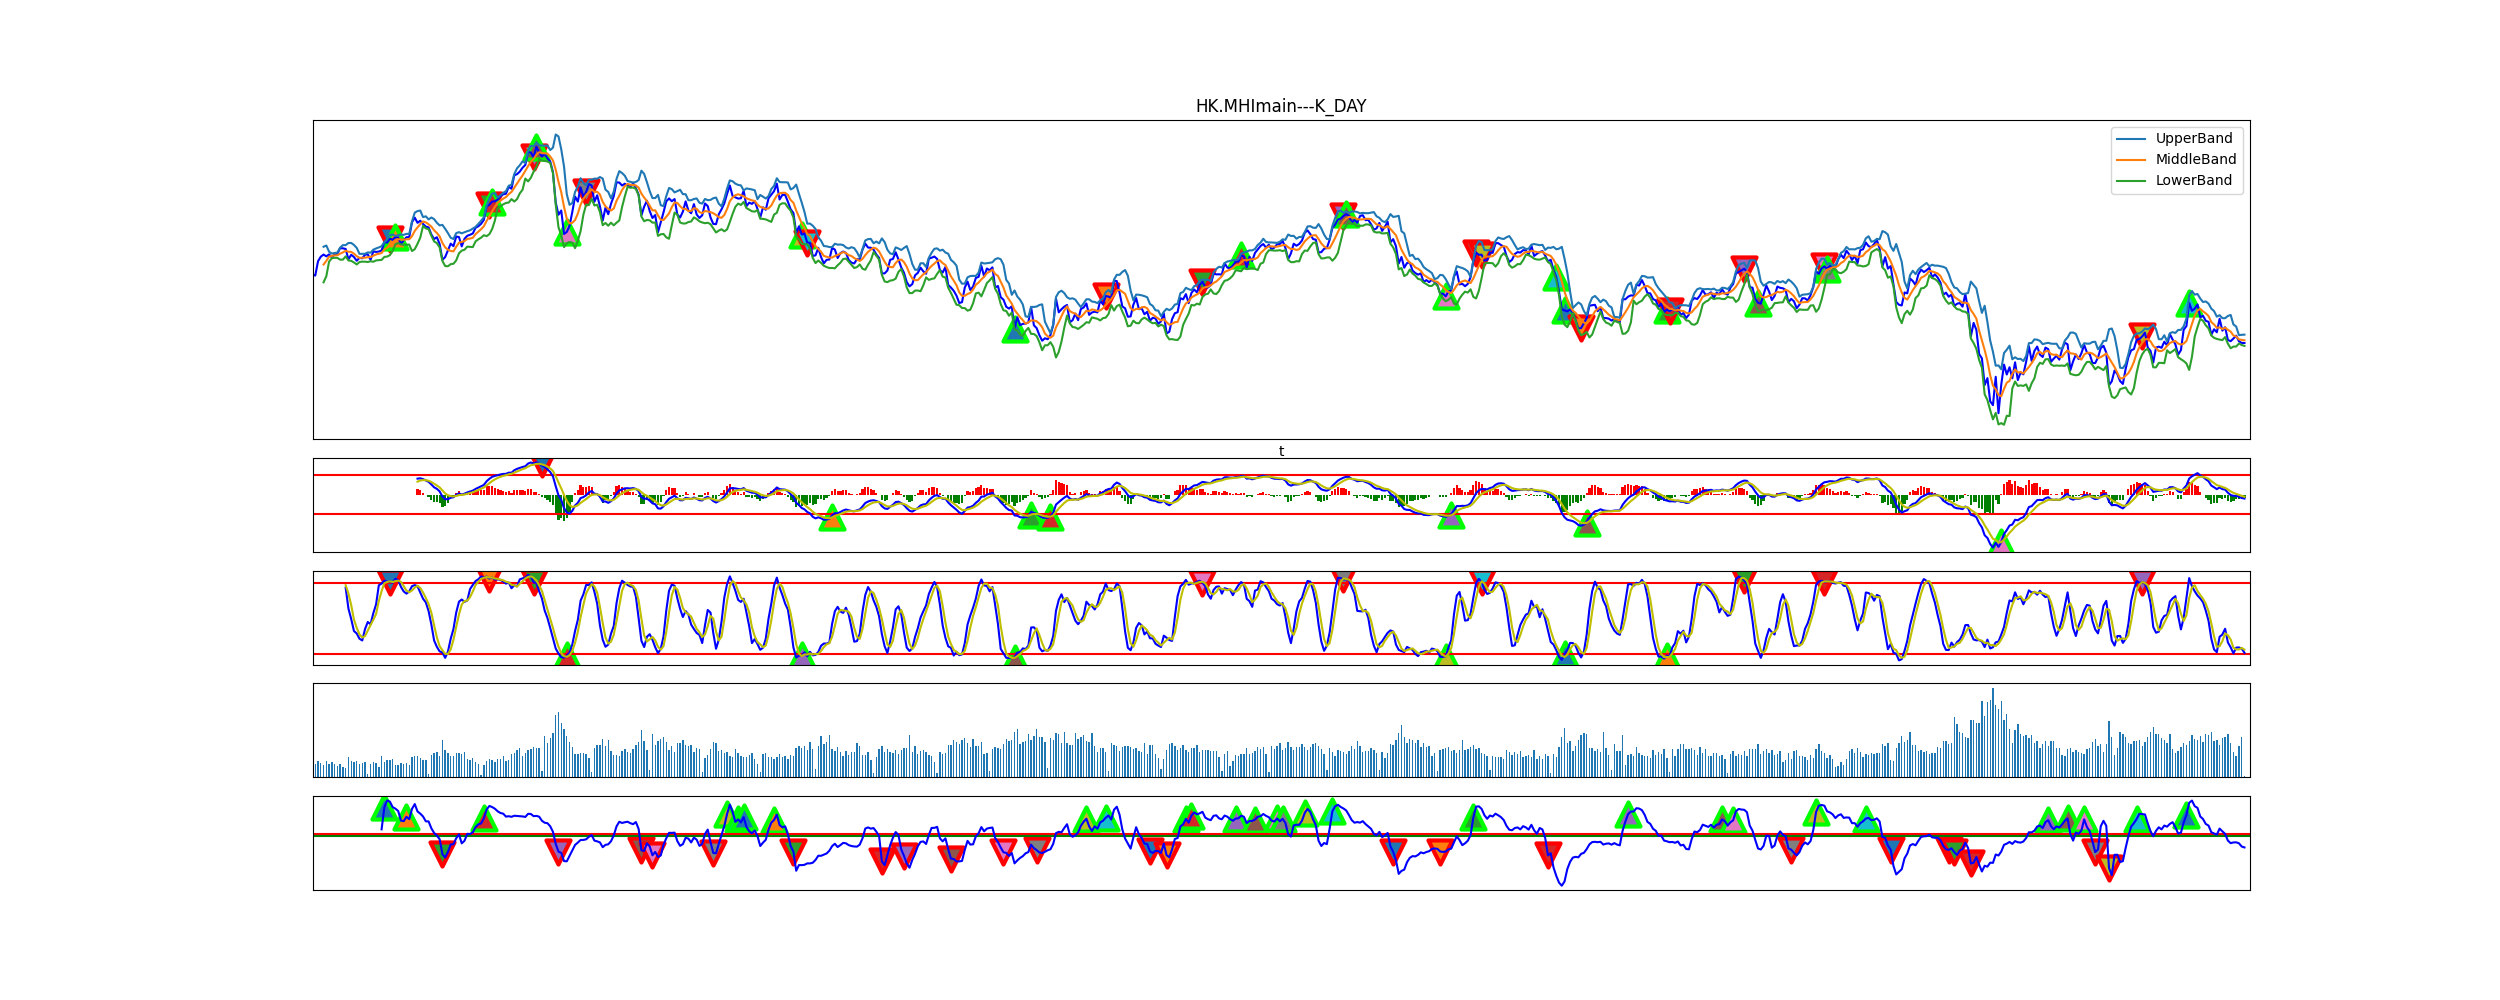 HK.MHImain---K_DAY
UpperBand
MiddleBand
LowerBand
t